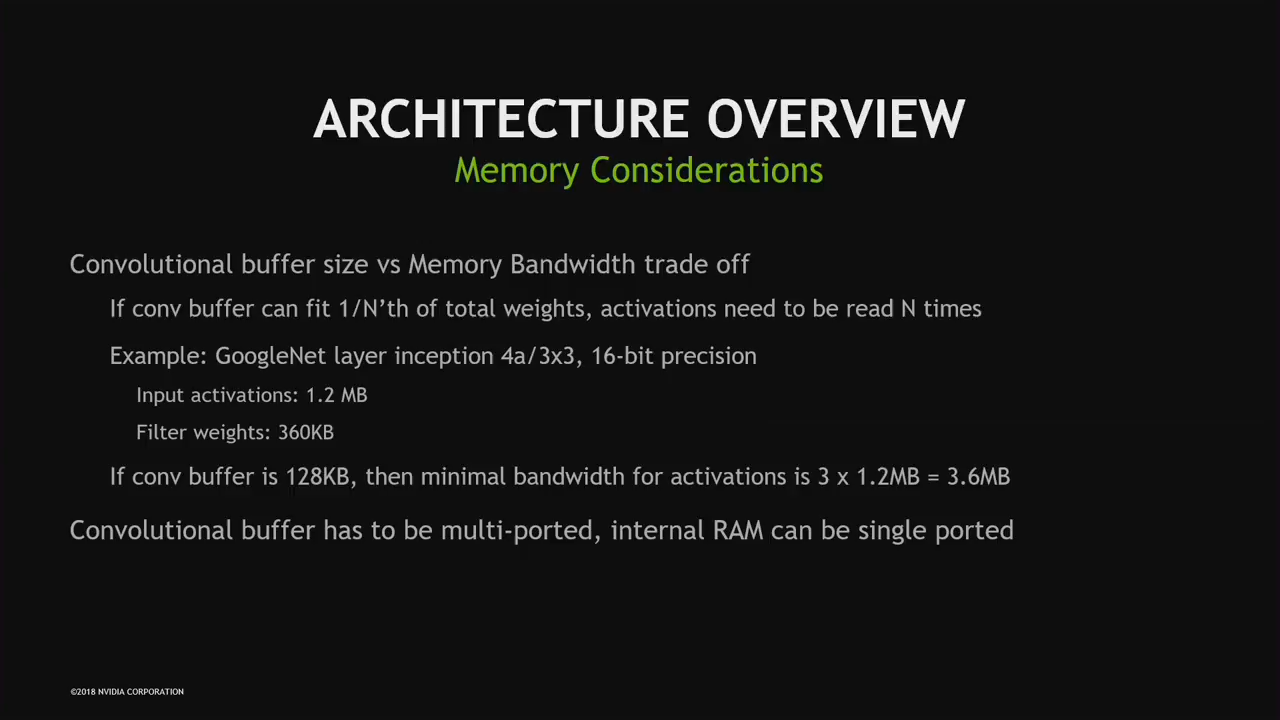 ARCHITECTURE OVERVIEW
Memory Considerations
Convolutional buffer size vs Memory Bandwidth trade off
If conv buffer can fit 1/N’th of total weights, activations need to be read N times
Example: GoogleNet layer inception 4a/3x3, 16-bit precision
Input activations: 1.2 MB
Filter weights: 360KB
If conv buffer is 128KB, then minimal bandwidth for activations is 3 x 1.2MB = 3.6MB
Convolutional buffer has to be multi-ported, internal RAM can be single ported
©2018 NVIDIA CORPORATION